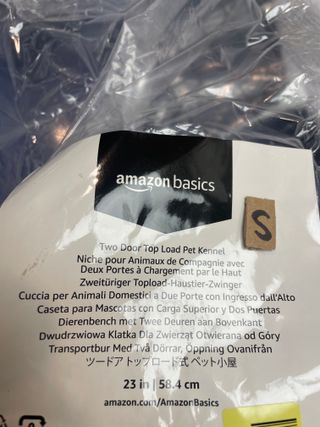 amazon basics
S
Two Door Top Load Pet Kennel
Niche pour Animaux de Compagnie avec
Deux Portes à Chargement par le Haut
Zweitüriger Topload-Haustier-Zwinger
Cuccia per Animali Domestici a Due Porte con Ingresso dall'Alto
Caseta para Mascotas con Carga Superior y Dos Puertas
Dierenbench met Twee Deuren aan Bovenkant
Dwudrzwiowa Klatka Dla Zwierząt Otwierana od Góry
Transportbur Med Två Dörrar, Öppning Ovanifrån
ツードア トップロード式 ペット小屋
23 in | 58.4 cm
amazon.com/AmazonBasics